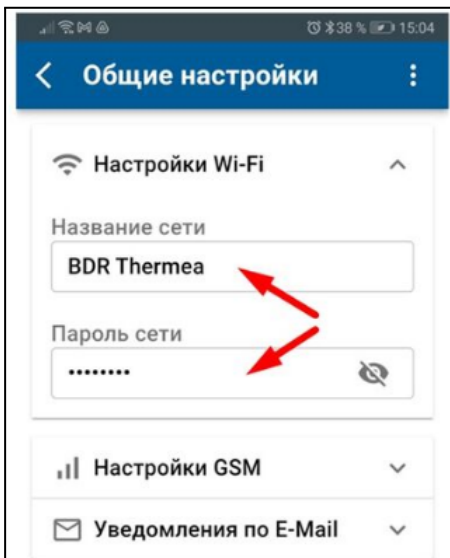 38 % 15:04
Общие настройки
Настройки Wi-Fi
Название сети
BDR Thermea
Пароль сети
••••••••
Настройки GSM
Уведомления по E-Mail